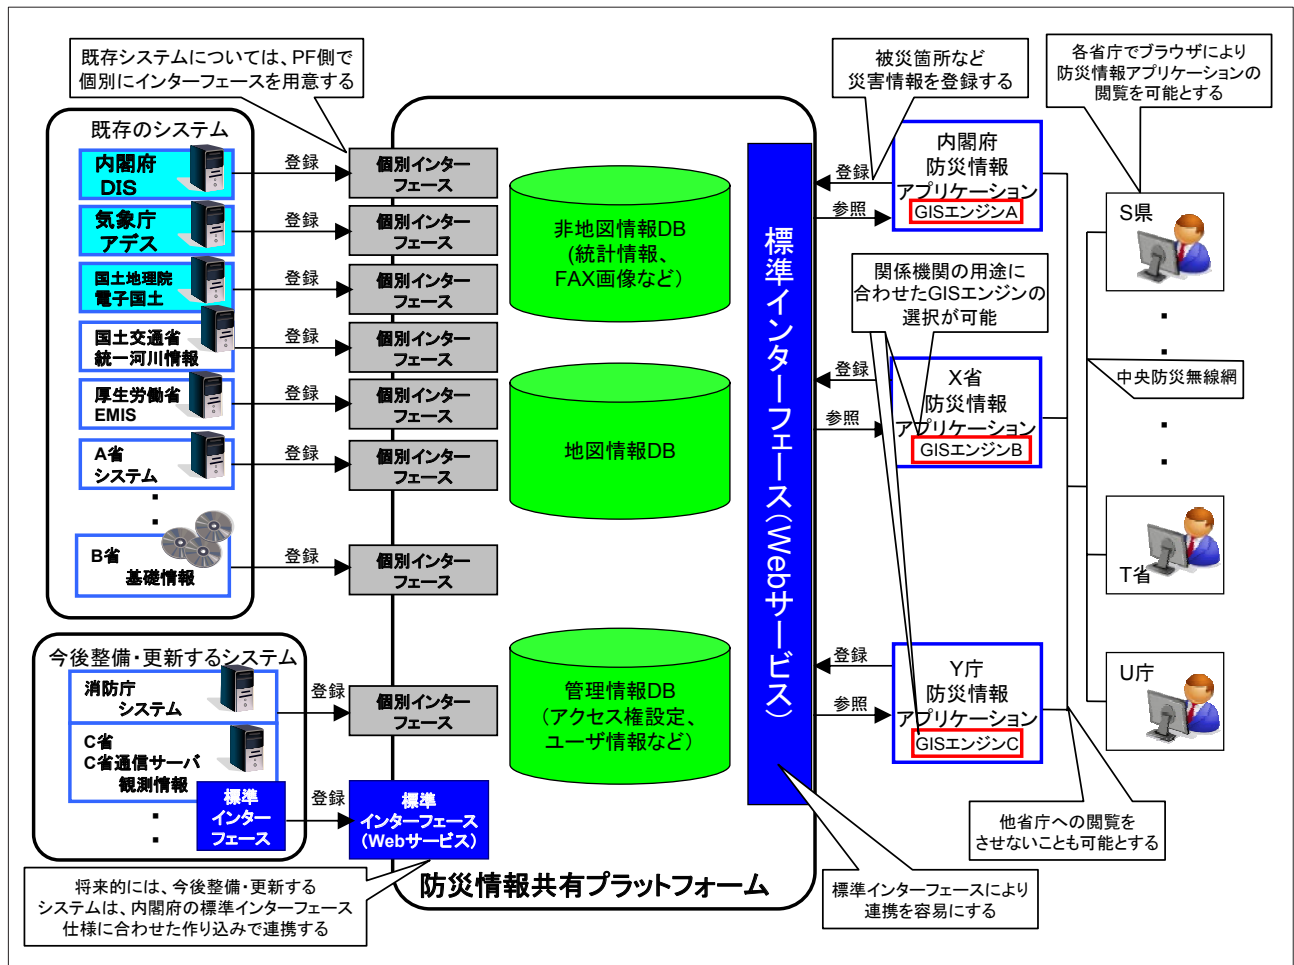 既存システムについては、PF側で
個別にインターフェースを用意する
被災箇所など
災害情報を登録する
各省庁でブラウザにより
防災情報アプリケーションの
閲覧を可能とする
既存のシステム
内閣府
DIS
登録
個別インター
フェース
気象庁
アデス
登録
個別インター
フェース
国土地理院
電子国土
登録
個別インター
フェース
国土交通省
統一河川情報
登録
個別インター
フェース
厚生労働省
EMIS
登録
個別インター
フェース
A省
システム
登録
個別インター
フェース
・
・
B省
基礎情報
登録
個別インター
フェース
今後整備・更新するシステム
消防庁
システム
登録
個別インター
フェース
C省
C省通信サーバ
観測情報
・
・
標準
インター
フェース
登録
標準
インターフェース
(Webサービス)
将来的には、今後整備・更新する
システムは、内閣府の標準インターフェース
仕様に合わせた作り込みで連携する
非地図情報DB
(統計情報、
FAX画像など)
地図情報DB
管理情報DB
(アクセス権設定、
ユーザ情報など)
防災情報共有プラットフォーム
標準インターフェース(Webサービス)
登録
参照
内閣府
防災情報
アプリケーション
GISエンジンA
関係機関の用途に
合わせたGISエンジンの
選択が可能
登録
参照
X省
防災情報
アプリケーション
GISエンジンB
登録
参照
Y庁
防災情報
アプリケーション
GISエンジンC
標準インターフェースにより
連携を容易にする
他省庁への閲覧を
させないことも可能とする
S県
・
・
中央防災無線網
・
・
T省
U庁